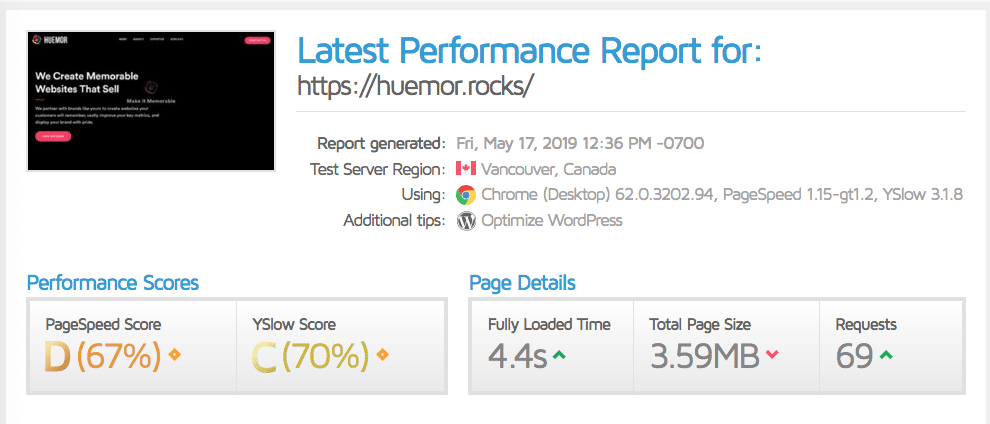 HUEMOR
We Create Memorable
Websites That Sell
Make It Memorable
We partner with brands like yours to create websites your
customers will remember, vastly improve your key metrics, and
display your brand with pride.
Latest Performance Report for:
https://huemor.rocks/
Report generated: Fri, May 17, 2019 12:36 PM -0700
Test Server Region: Vancouver, Canada
Using: Chrome (Desktop) 62.0.3202.94, PageSpeed 1.15-gt1.2, YSlow 3.1.8
Additional tips: Optimize WordPress
Performance Scores
Page Details
PageSpeed Score
YSlow Score
Fully Loaded Time
Total Page Size
Requests
D (67%)
C (70%)
4.4s
3.59MB
69